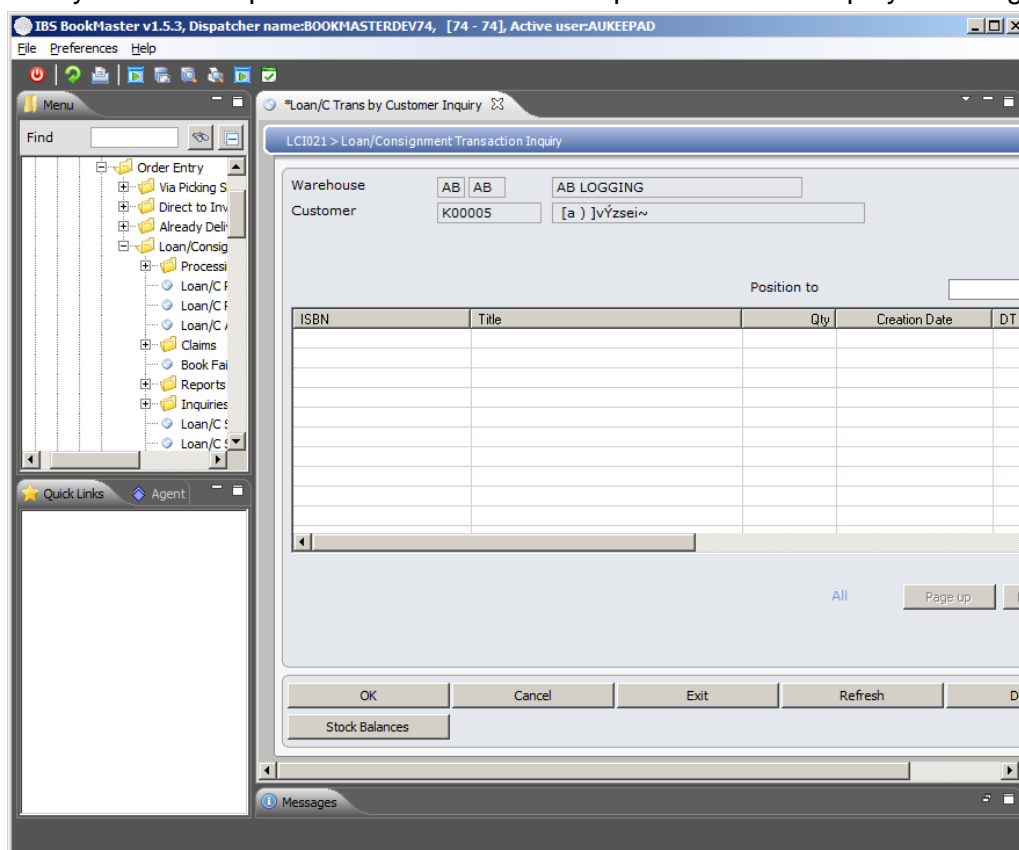 IBS BookMaster v1.5.3, Dispatcher name:BOOKMASTERDEV74, [74 - 74], Active user:AUKEEPAD
File Preferences Help
Menu
*Loan/C Trans by Customer Inquiry
Find
LCI021 > Loan/Consignment Transaction Inquiry
Order Entry
Via Picking S
Direct to Inv
Already Deli
Loan/Consig
Processi
Loan/C
Loan/C
Loan/C
Claims
Book Fai
Reports
Inquiries
Loan/C
Loan/C
Warehouse AB AB AB LOGGING
Customer K00005 [a ) ]vÝzsei~
Position to
ISBN Title Qty Creation Date DT
All Page up
OK Cancel Exit Refresh D
Stock Balances
Quick Links Agent
Messages